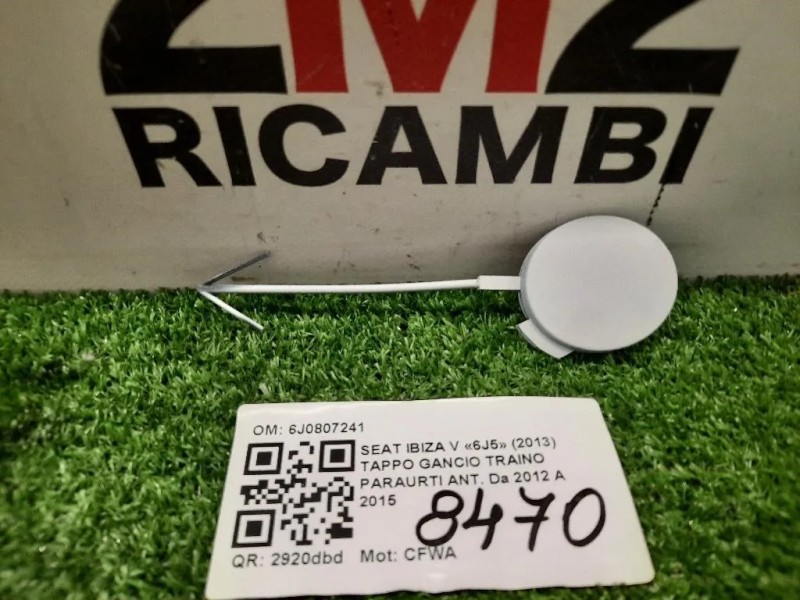 2M2
RICAMBI
OM: 6J0807241
SEAT IBIZA V «6J5» (2013)
TAPPO GANCIO TRAINO
PARAURTI ANT. Da 2012 A
2015
8470
QR: 2920dbd Mot: CFWA